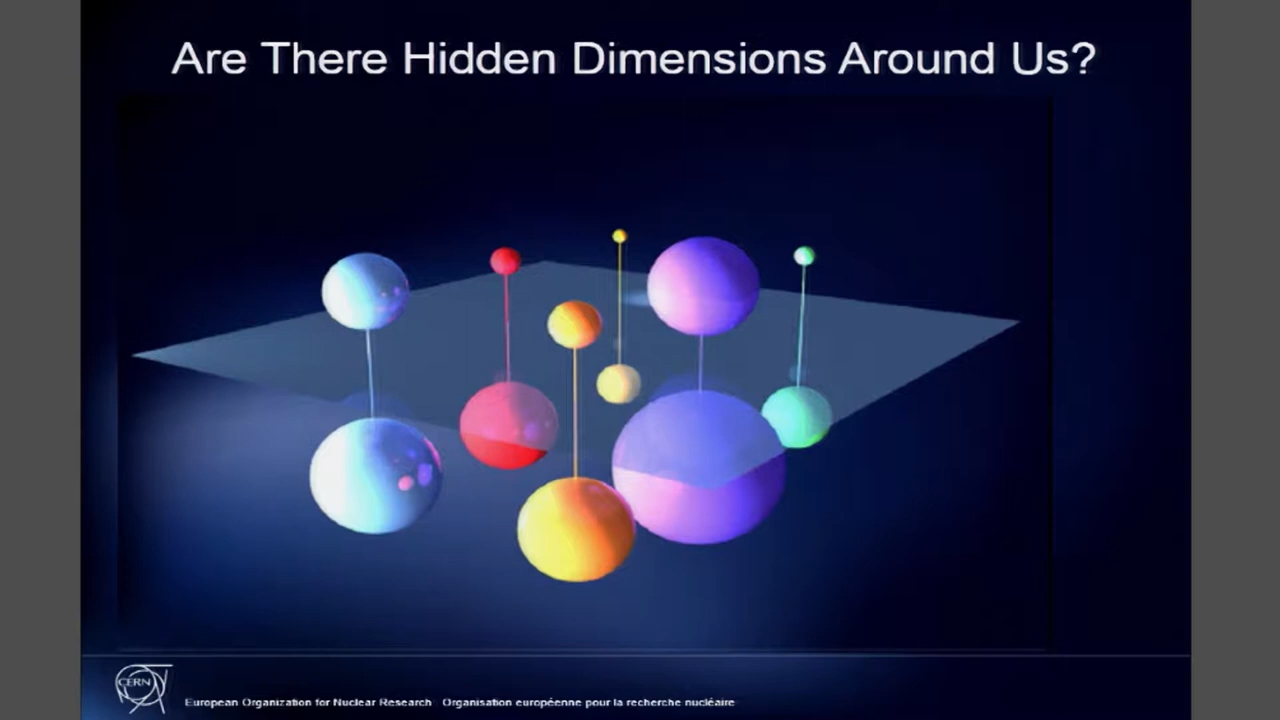 Are There Hidden Dimensions Around Us?
CERN
European Organization for Nuclear Research Organisation européenne pour la recherche nucléaire